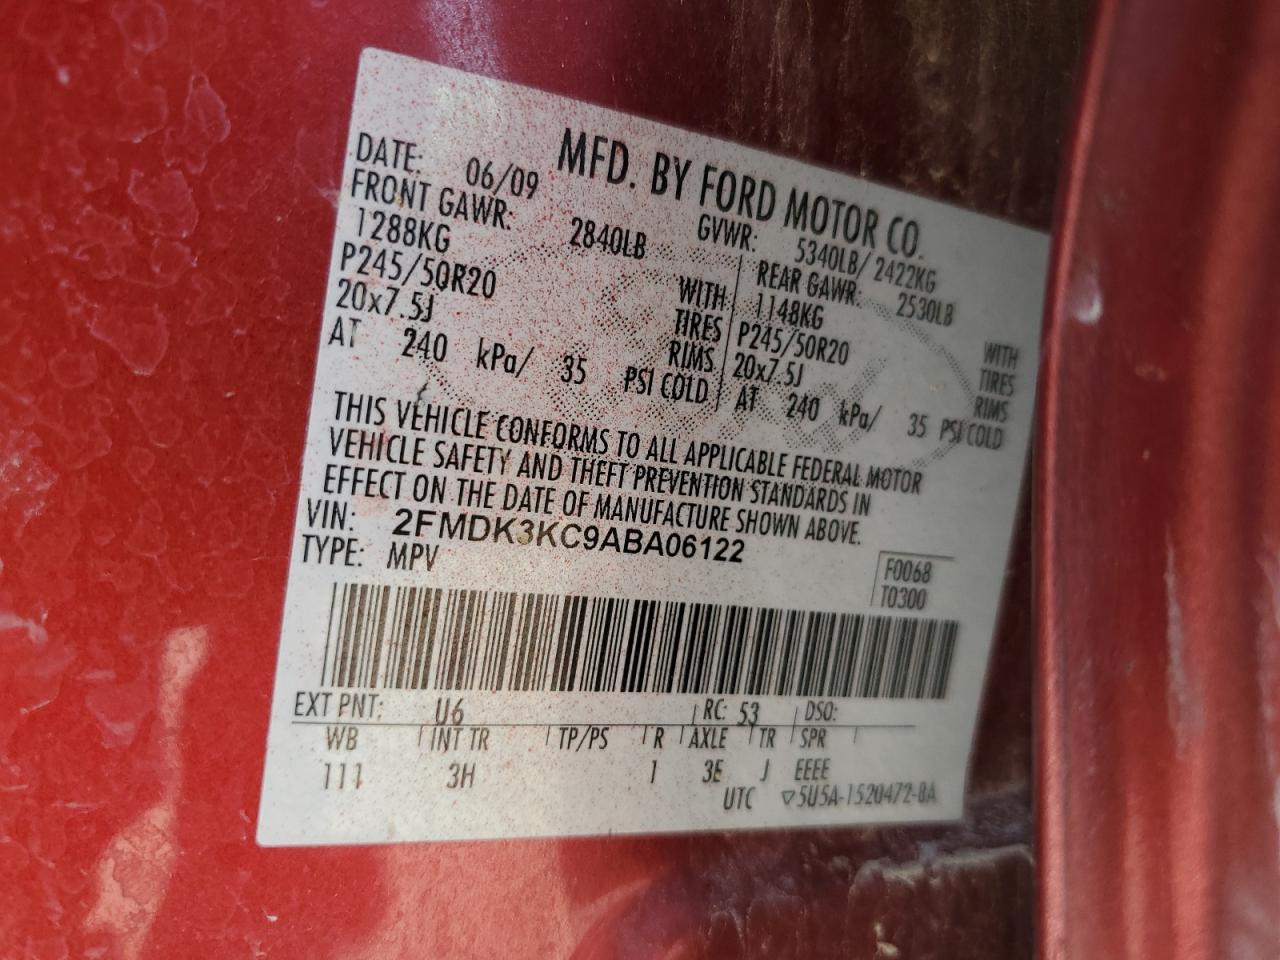 MFD. BY FORD MOTOR CO.
DATE: 06/09 GVWR: 5340LB/ 2422KG
FRONT GAWR: 2840LB REAR GAWR: 2530LB
1288KG WITH 1148KG WITH
P245/50R20 TIRES P245/50R20 TIRES
20x7.5J RIMS 20x7.5J RIMS
AT 240 kPa/ 35 PSI COLD AT 240 kPa/ 35 PSI COLD
THIS VEHICLE CONFORMS TO ALL APPLICABLE FEDERAL MOTOR
VEHICLE SAFETY AND THEFT PREVENTION STANDARDS IN
EFFECT ON THE DATE OF MANUFACTURE SHOWN ABOVE.
VIN: 2FMDK3KC9ABA06122
TYPE: MPV
F0068
T0300
EXT PNT: U6 RC: 53 DSO:
WB INT TR TP/PS R AXLE TR SPR
111 3H 1 3E J EEEE
UTC ▽5U5A-1520472-BA